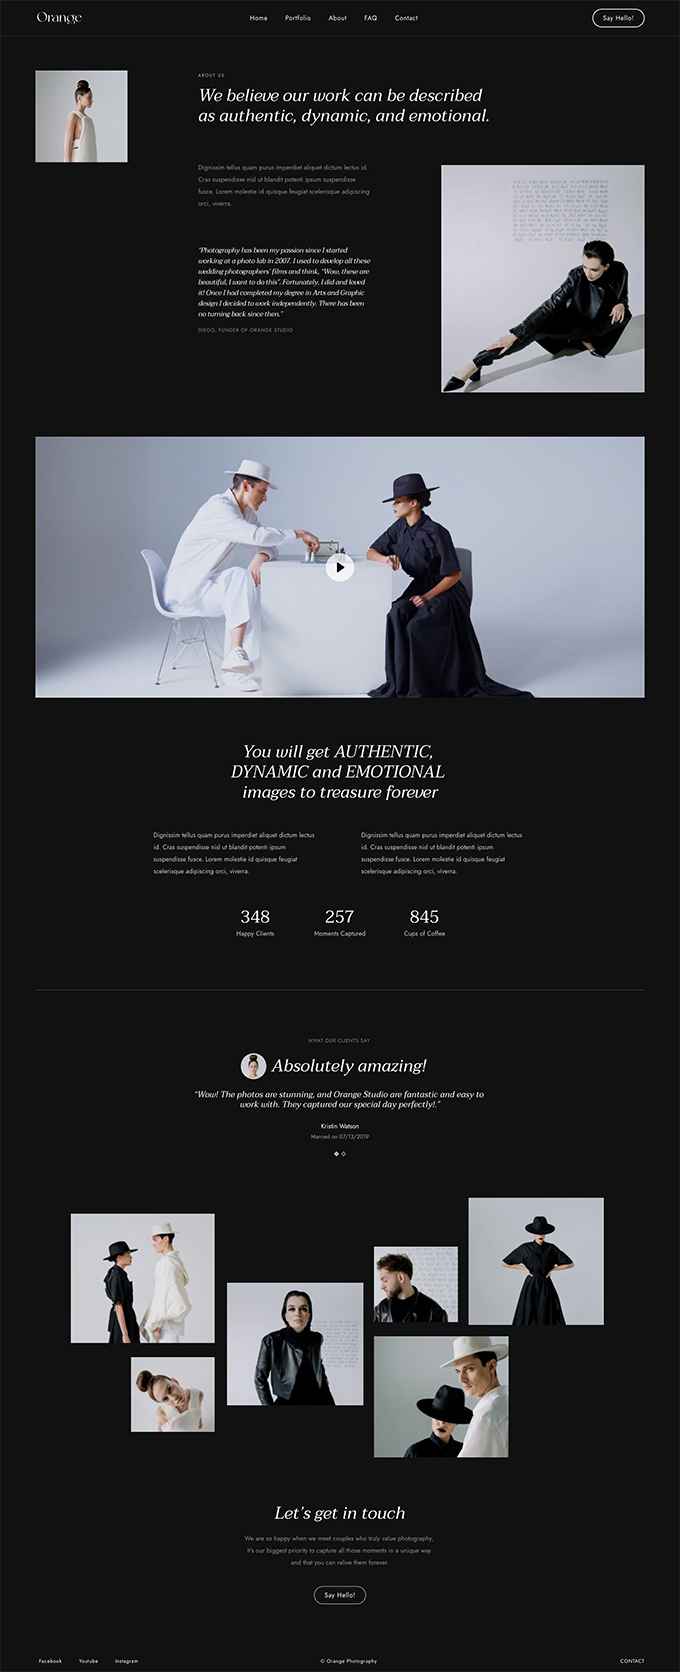 Orange
Home Portfolio About FAQ Contact
Say Hello!
ABOUT US
We believe our work can be described
as authentic, dynamic, and emotional.
Dignissim tellus quam purus imperdiet aliquet dictum lectus id.
Cras suspendisse nisl ut blandit potenti ipsum suspendisse
fusce. Lorem molestie id quisque feugiat scelerisque adipiscing
orci, viverra.
"Photography has been my passion since I started
working at a photo lab in 2007. I used to develop all these
wedding photographers' films and think, "Wow, these are
beautiful, I want to do this". Fortunately, I did and loved
it! Once I had completed my degree in Arts and Graphic
design I decided to work independently. There has been
no turning back since then."
DIEGO, FUNDER OF ORANGE STUDIO
You will get AUTHENTIC,
DYNAMIC and EMOTIONAL
images to treasure forever
Dignissim tellus quam purus imperdiet aliquet dictum lectus
id. Cras suspendisse nisl ut blandit potenti ipsum
suspendisse fusce. Lorem molestie id quisque feugiat
scelerisque adipiscing orci, viverra.
Dignissim tellus quam purus imperdiet aliquet dictum lectus
id. Cras suspendisse nisl ut blandit potenti ipsum
suspendisse fusce. Lorem molestie id quisque feugiat
scelerisque adipiscing orci, viverra.
348 257 845
Happy Clients Moments Captured Cups of Coffee
WHAT OUR CLIENTS SAY
Absolutely amazing!
"Wow! The photos are stunning, and Orange Studio are fantastic and easy to
work with. They captured our special day perfectly!."
Kristin Watson
Married on 07/13/2019
Let's get in touch
We are so happy when we meet couples who truly value photography,
it's our biggest priority to capture all those moments in a unique way
and that you can relive them forever.
Say Hello!
Facebook Youtube Instagram
© Orange Photography
CONTACT